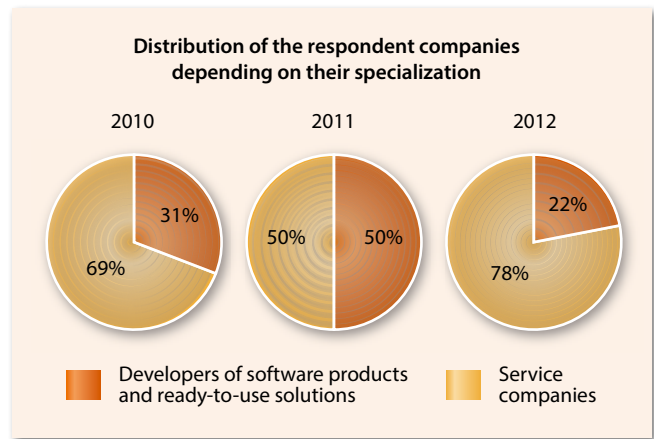 Distribution of the respondent companies
depending on their specialization
2010
2011
2012
31%
69%
50%
50%
22%
78%
Developers of software products
and ready-to-use solutions
Service
companies